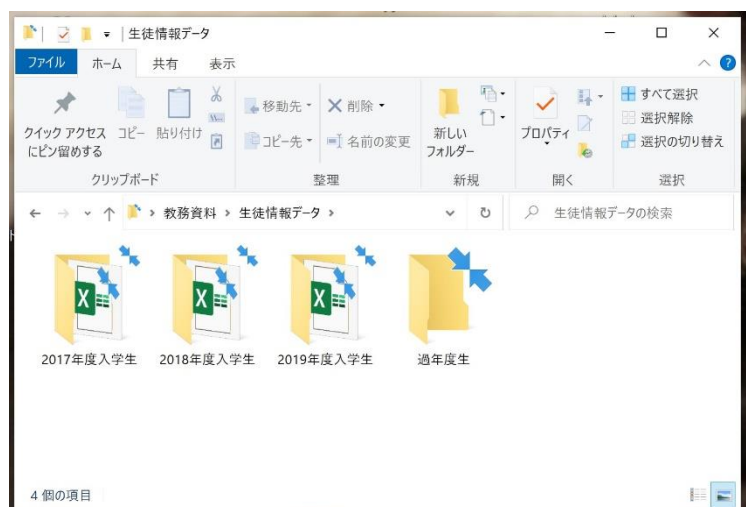 生徒情報データ
ファイル ホーム 共有 表示
クイック アクセス
にピン留めする
コピー
貼り付け
移動先
コピー先
削除
名前の変更
新しい
フォルダー
プロパティ
すべて選択
選択解除
選択の切り替え
クリップボード 整理 新規 開く 選択
教務資料 › 生徒情報データ › 生徒情報データの検索
2017年度入学生 2018年度入学生 2019年度入学生 過年度生
4 個の項目